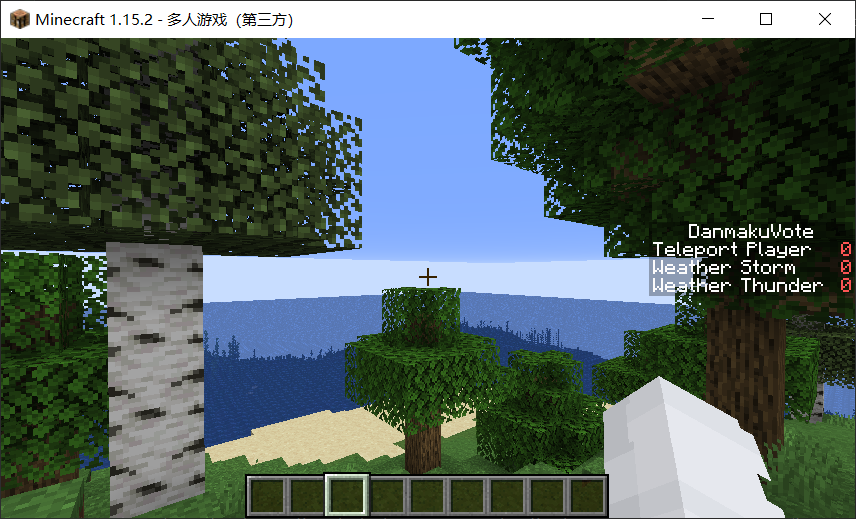 Minecraft 1.15.2 - 多人游戏（第三方）
DanmakuVote
Teleport Player 0
Weather Storm 0
Weather Thunder 0